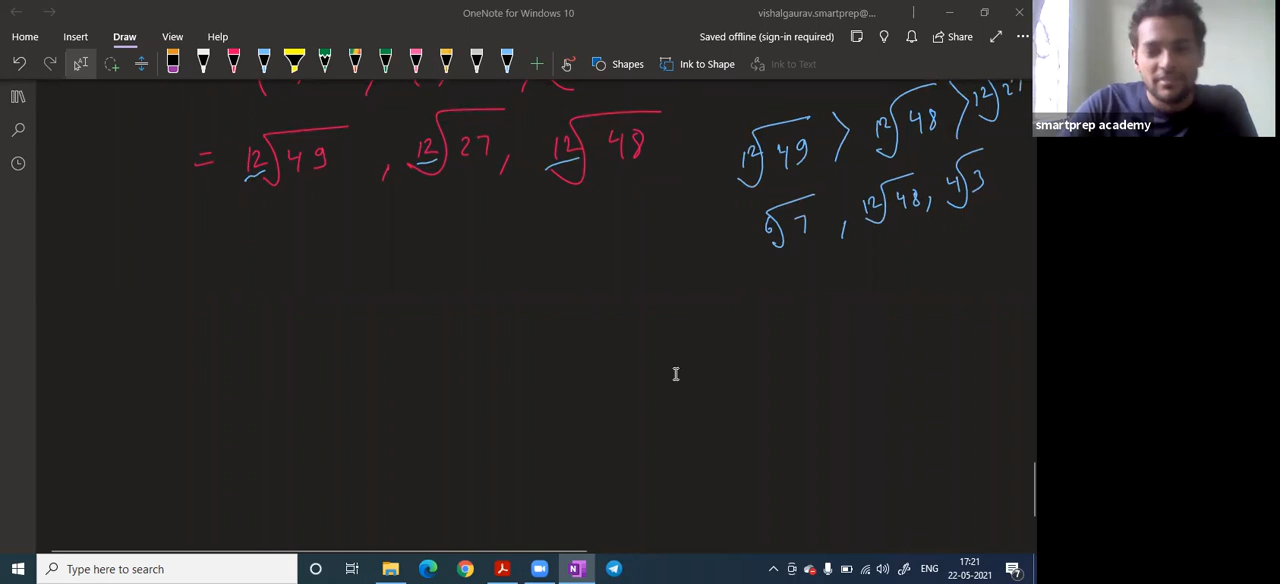 OneNote for Windows 10
vishalgaurav.smartprep@...
Home Insert Draw View Help
Saved offline (sign-in required)
Share
Shapes
Ink to Shape
Ink to Text
smartprep academy
= ¹²√49 , ¹²√27 , ¹²√48
¹²√49 > ¹²√48 > ¹²√27
⁶√7 , ¹²√48 , ⁴√3
Type here to search
ENG
17:21
22-05-2021
7